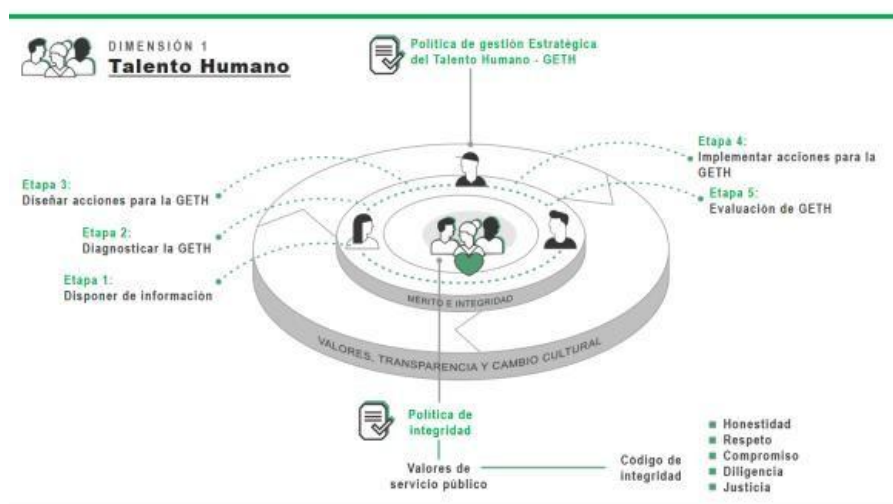 DIMENSIÓN 1
Talento Humano
Política de gestión Estratégica
del Talento Humano - GETH
Etapa 4:
Implementar acciones para la
GETH
Etapa 5:
Evaluación de GETH
Etapa 3:
Diseñar acciones para la GETH
Etapa 2:
Diagnosticar la GETH
Etapa 1:
Disponer de información
MERITO E INTEGRIDAD
VALORES, TRANSPARENCIA Y CAMBIO CULTURAL
Política de
integridad
Valores de
servicio público
Código de
integridad
Honestidad
Respeto
Compromiso
Diligencia
Justicia